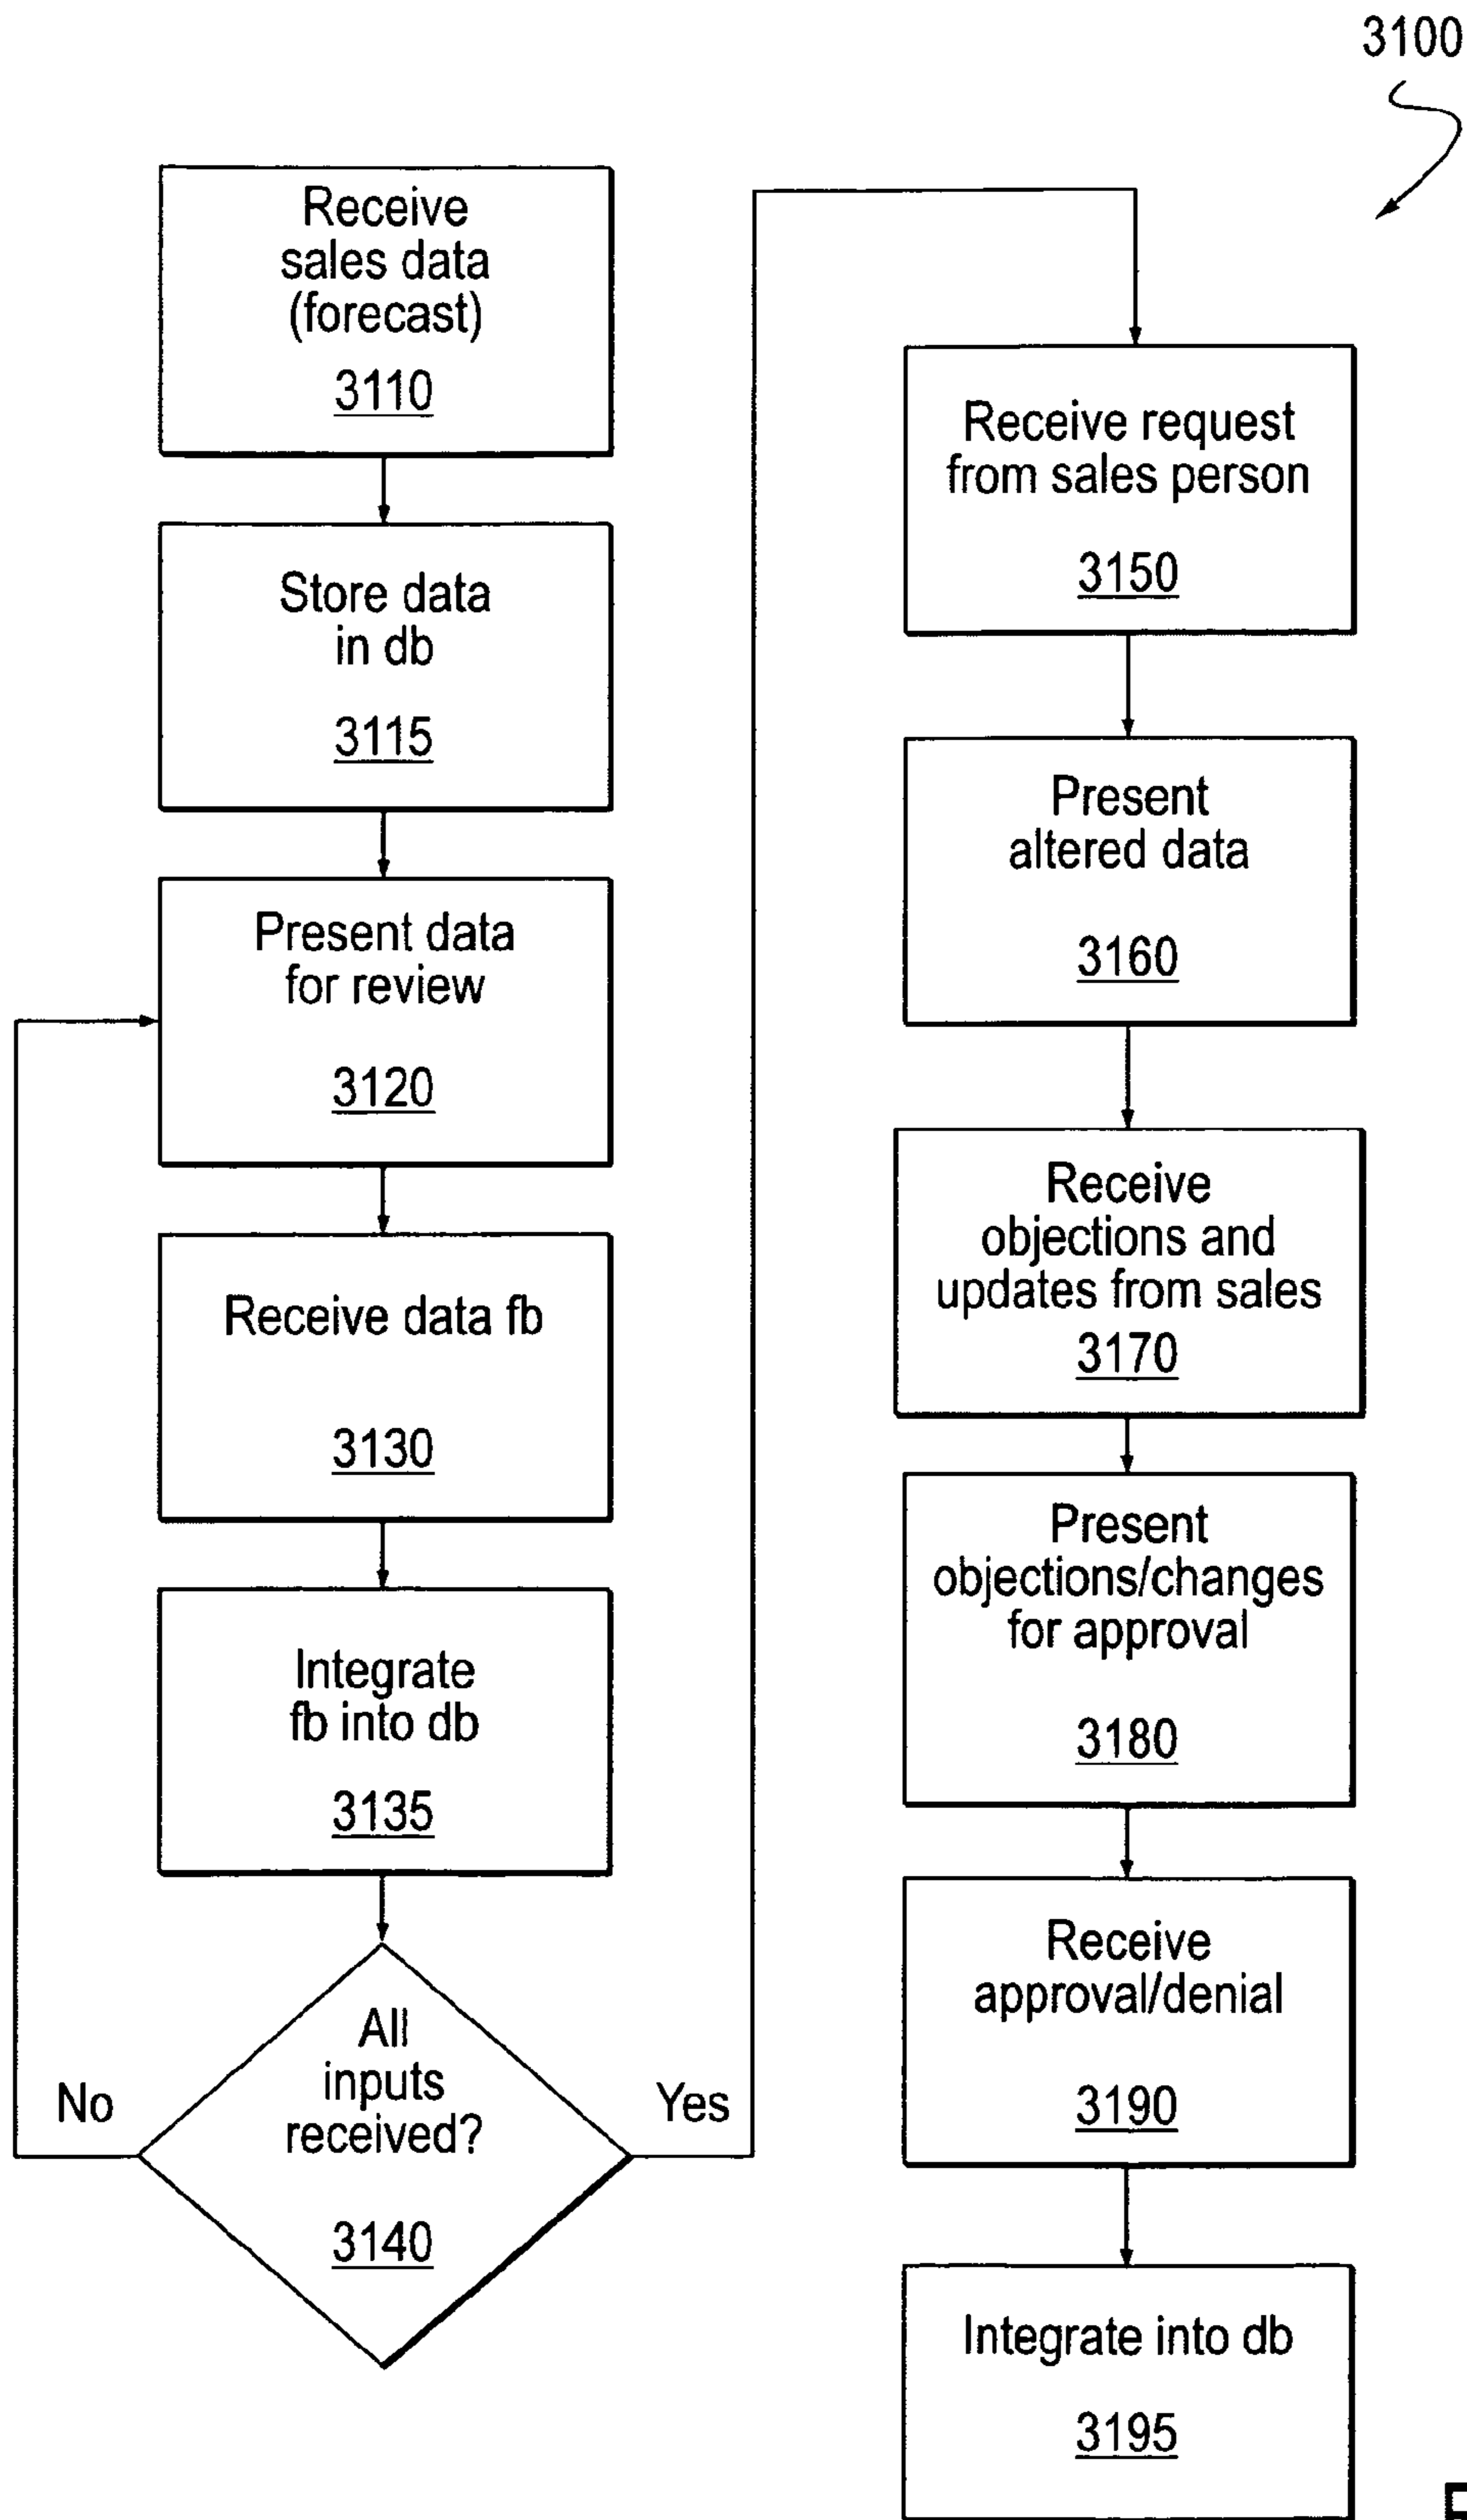 3100
Receive
sales data
(forecast)
3110
Store data
in db
3115
Present data
for review
3120
Receive data fb
3130
Integrate
fb into db
3135
All
inputs
received?
3140
No
Yes
Receive request
from sales person
3150
Present
altered data
3160
Receive
objections and
updates from sales
3170
Present
objections/changes
for approval
3180
Receive
approval/denial
3190
Integrate into db
3195